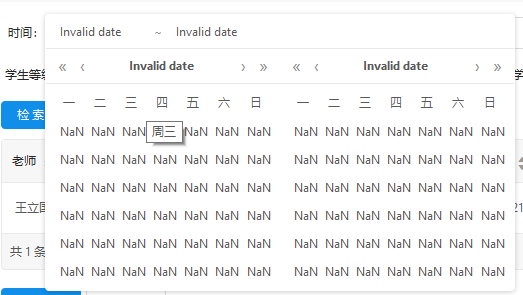 时间:
Invalid date ~ Invalid date
« ‹ Invalid date › » « ‹ Invalid date › »
学生等级
一 二 三 四 五 六 日 一 二 三 四 五 六 日
检 索
NaN NaN NaN 周三 NaN NaN NaN NaN NaN NaN NaN NaN NaN NaN
老师
NaN NaN NaN NaN NaN NaN NaN NaN NaN NaN NaN NaN NaN NaN
NaN NaN NaN NaN NaN NaN NaN NaN NaN NaN NaN NaN NaN NaN
王立 21
NaN NaN NaN NaN NaN NaN NaN NaN NaN NaN NaN NaN NaN NaN
共 1 条
NaN NaN NaN NaN NaN NaN NaN NaN NaN NaN NaN NaN NaN NaN
NaN NaN NaN NaN NaN NaN NaN NaN NaN NaN NaN NaN NaN NaN